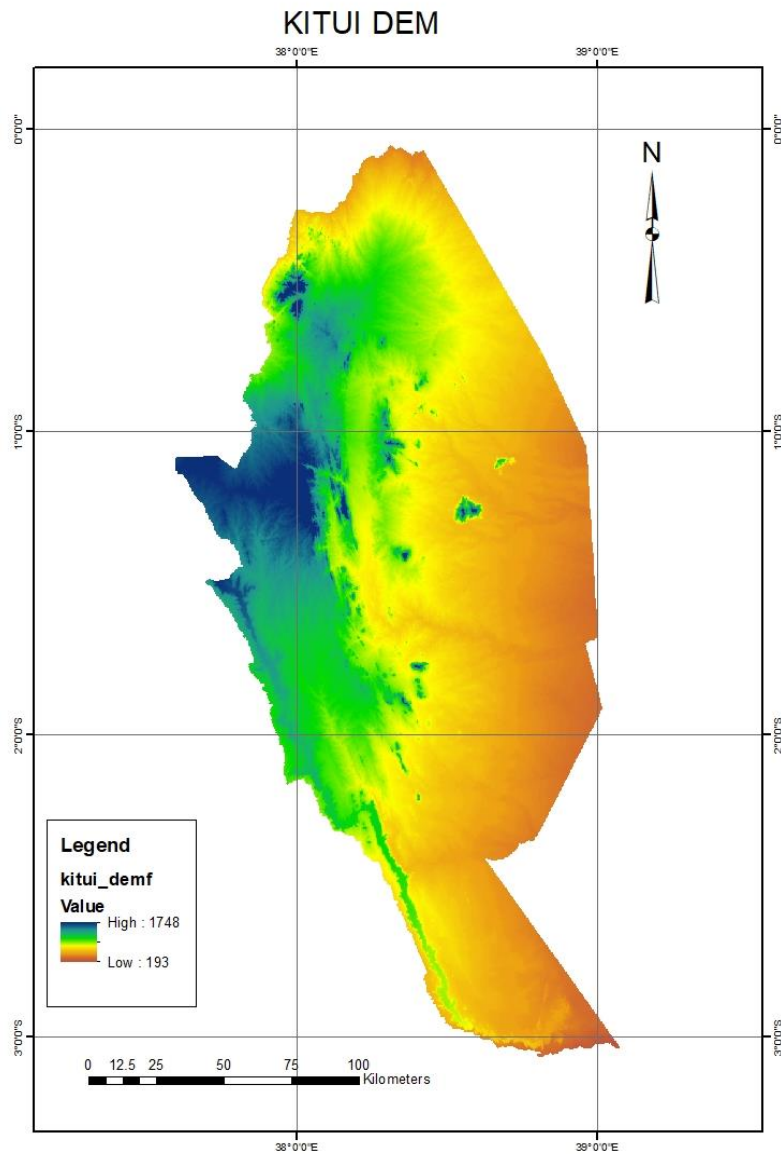 KITUI DEM
38°0'0"E 39°0'0"E
0°0'0" 0°0'0"
N
1°0'0"S 1°0'0"S
2°0'0"S 2°0'0"S
Legend
kitui_demf
Value
High : 1748
Low : 193
3°0'0"S 3°0'0"S
0 12.5 25 50 75 100
Kilometers
38°0'0"E 39°0'0"E